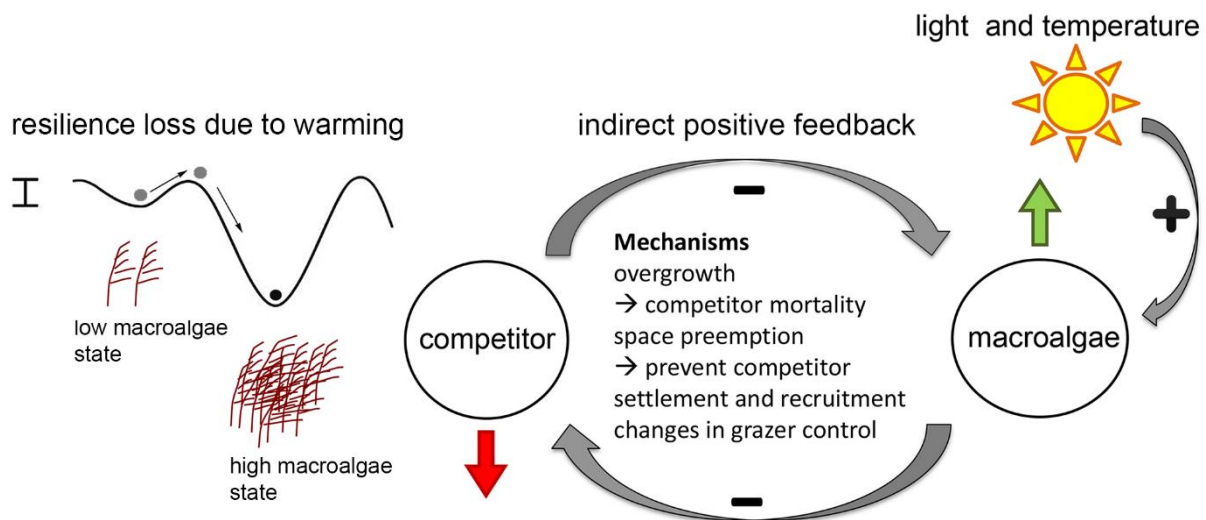 light and temperature
resilience loss due to warming
indirect positive feedback
low macroalgae
state
high macroalgae
state
competitor
Mechanisms
overgrowth
→ competitor mortality
space preemption
→ prevent competitor
settlement and recruitment
changes in grazer control
macroalgae